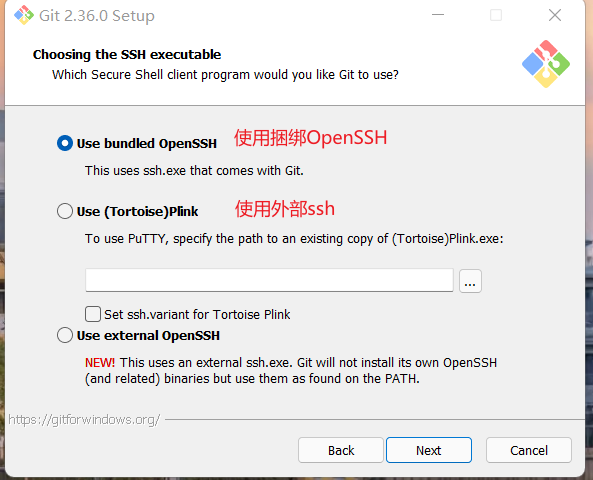 Git 2.36.0 Setup
Choosing the SSH executable
Which Secure Shell client program would you like Git to use?
Use bundled OpenSSH 使用捆绑OpenSSH
This uses ssh.exe that comes with Git.
Use (Tortoise)Plink 使用外部ssh
To use PuTTY, specify the path to an existing copy of (Tortoise)Plink.exe:
...
Set ssh.variant for Tortoise Plink
Use external OpenSSH
NEW! This uses an external ssh.exe. Git will not install its own OpenSSH
(and related) binaries but use them as found on the PATH.
https://gitforwindows.org/
Back Next Cancel